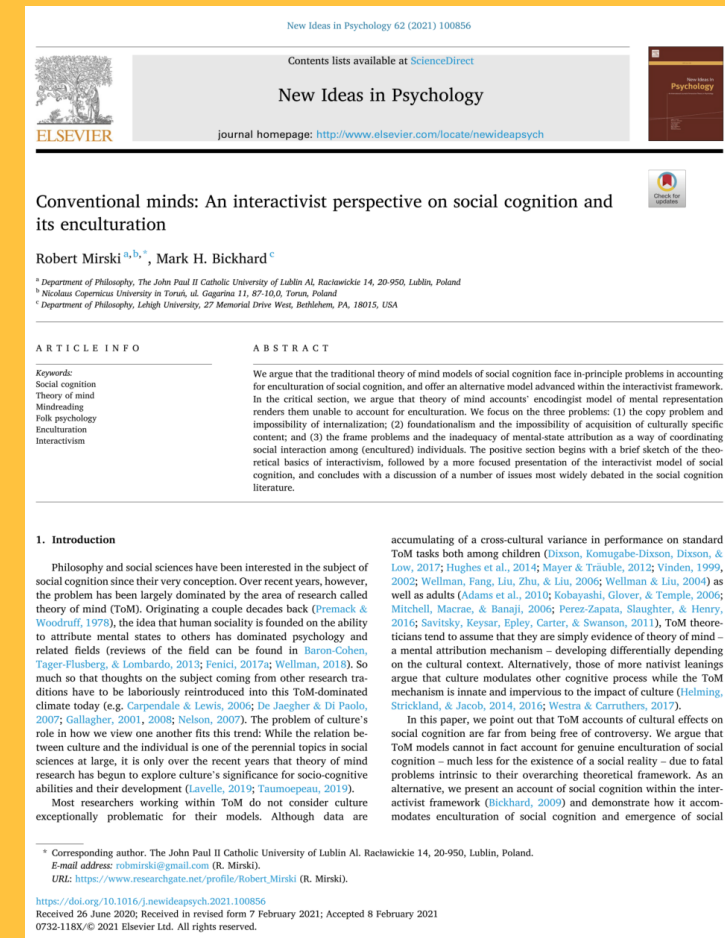 New Ideas in Psychology 62 (2021) 100856
Contents lists available at ScienceDirect
New Ideas in Psychology
ELSEVIER
journal homepage: http://www.elsevier.com/locate/newideapsych
New Ideas in
Psychology
Check for
updates
Conventional minds: An interactivist perspective on social cognition and
its enculturation
Robert Mirski a,b,*, Mark H. Bickhard c
a Department of Philosophy, The John Paul II Catholic University of Lublin Al, Racławickie 14, 20-950, Lublin, Poland
b Nicolaus Copernicus University in Toruń, ul. Gagarina 11, 87-10,0, Torun, Poland
c Department of Philosophy, Lehigh University, 27 Memorial Drive West, Bethlehem, PA, 18015, USA
ARTICLE INFO
Keywords:
Social cognition
Theory of mind
Mindreading
Folk psychology
Enculturation
Interactivism
ABSTRACT
We argue that the traditional theory of mind models of social cognition face in-principle problems in accounting
for enculturation of social cognition, and offer an alternative model advanced within the interactivist framework.
In the critical section, we argue that theory of mind accounts' encodingist model of mental representation
renders them unable to account for enculturation. We focus on the three problems: (1) the copy problem and
impossibility of internalization; (2) foundationalism and the impossibility of acquisition of culturally specific
content; and (3) the frame problems and the inadequacy of mental-state attribution as a way of coordinating
social interaction among (encultured) individuals. The positive section begins with a brief sketch of the theo-
retical basics of interactivism, followed by a more focused presentation of the interactivist model of social
cognition, and concludes with a discussion of a number of issues most widely debated in the social cognition
literature.
1. Introduction
Philosophy and social sciences have been interested in the subject of
social cognition since their very conception. Over recent years, however,
the problem has been largely dominated by the area of research called
theory of mind (ToM). Originating a couple decades back (Premack &
Woodruff, 1978), the idea that human sociality is founded on the ability
to attribute mental states to others has dominated psychology and
related fields (reviews of the field can be found in Baron-Cohen,
Tager-Flusberg, & Lombardo, 2013; Fenici, 2017a; Wellman, 2018). So
much so that thoughts on the subject coming from other research tra-
ditions have to be laboriously reintroduced into this ToM-dominated
climate today (e.g. Carpendale & Lewis, 2006; De Jaegher & Di Paolo,
2007; Gallagher, 2001, 2008; Nelson, 2007). The problem of culture's
role in how we view one another fits this trend: While the relation be-
tween culture and the individual is one of the perennial topics in social
sciences at large, it is only over the recent years that theory of mind
research has begun to explore culture's significance for socio-cognitive
abilities and their development (Lavelle, 2019; Taumoepeau, 2019).
Most researchers working within ToM do not consider culture
exceptionally problematic for their models. Although data are
accumulating of a cross-cultural variance in performance on standard
ToM tasks both among children (Dixson, Komugabe-Dixson, Dixson, &
Low, 2017; Hughes et al., 2014; Mayer & Träuble, 2012; Vinden, 1999,
2002; Wellman, Fang, Liu, Zhu, & Liu, 2006; Wellman & Liu, 2004) as
well as adults (Adams et al., 2010; Kobayashi, Glover, & Temple, 2006;
Mitchell, Macrae, & Banaji, 2006; Perez-Zapata, Slaughter, & Henry,
2016; Savitsky, Keysar, Epley, Carter, & Swanson, 2011), ToM theore-
ticians tend to assume that they are simply evidence of theory of mind –
a mental attribution mechanism – developing differentially depending
on the cultural context. Alternatively, those of more nativist leanings
argue that culture modulates other cognitive process while the ToM
mechanism is innate and impervious to the impact of culture (Helming,
Strickland, & Jacob, 2014, 2016; Westra & Carruthers, 2017).
In this paper, we point out that ToM accounts of cultural effects on
social cognition are far from being free of controversy. We argue that
ToM models cannot in fact account for genuine enculturation of social
cognition – much less for the existence of a social reality – due to fatal
problems intrinsic to their overarching theoretical framework. As an
alternative, we present an account of social cognition within the inter-
activist framework (Bickhard, 2009) and demonstrate how it accom-
modates enculturation of social cognition and emergence of social
* Corresponding author. The John Paul II Catholic University of Lublin Al. Racławickie 14, 20-950, Lublin, Poland.
E-mail address: robmirski@gmail.com (R. Mirski).
URL: https://www.researchgate.net/profile/Robert_Mirski (R. Mirski).
https://doi.org/10.1016/j.newideapsych.2021.100856
Received 26 June 2020; Received in revised form 7 February 2021; Accepted 8 February 2021
0732-118X/© 2021 Elsevier Ltd. All rights reserved.